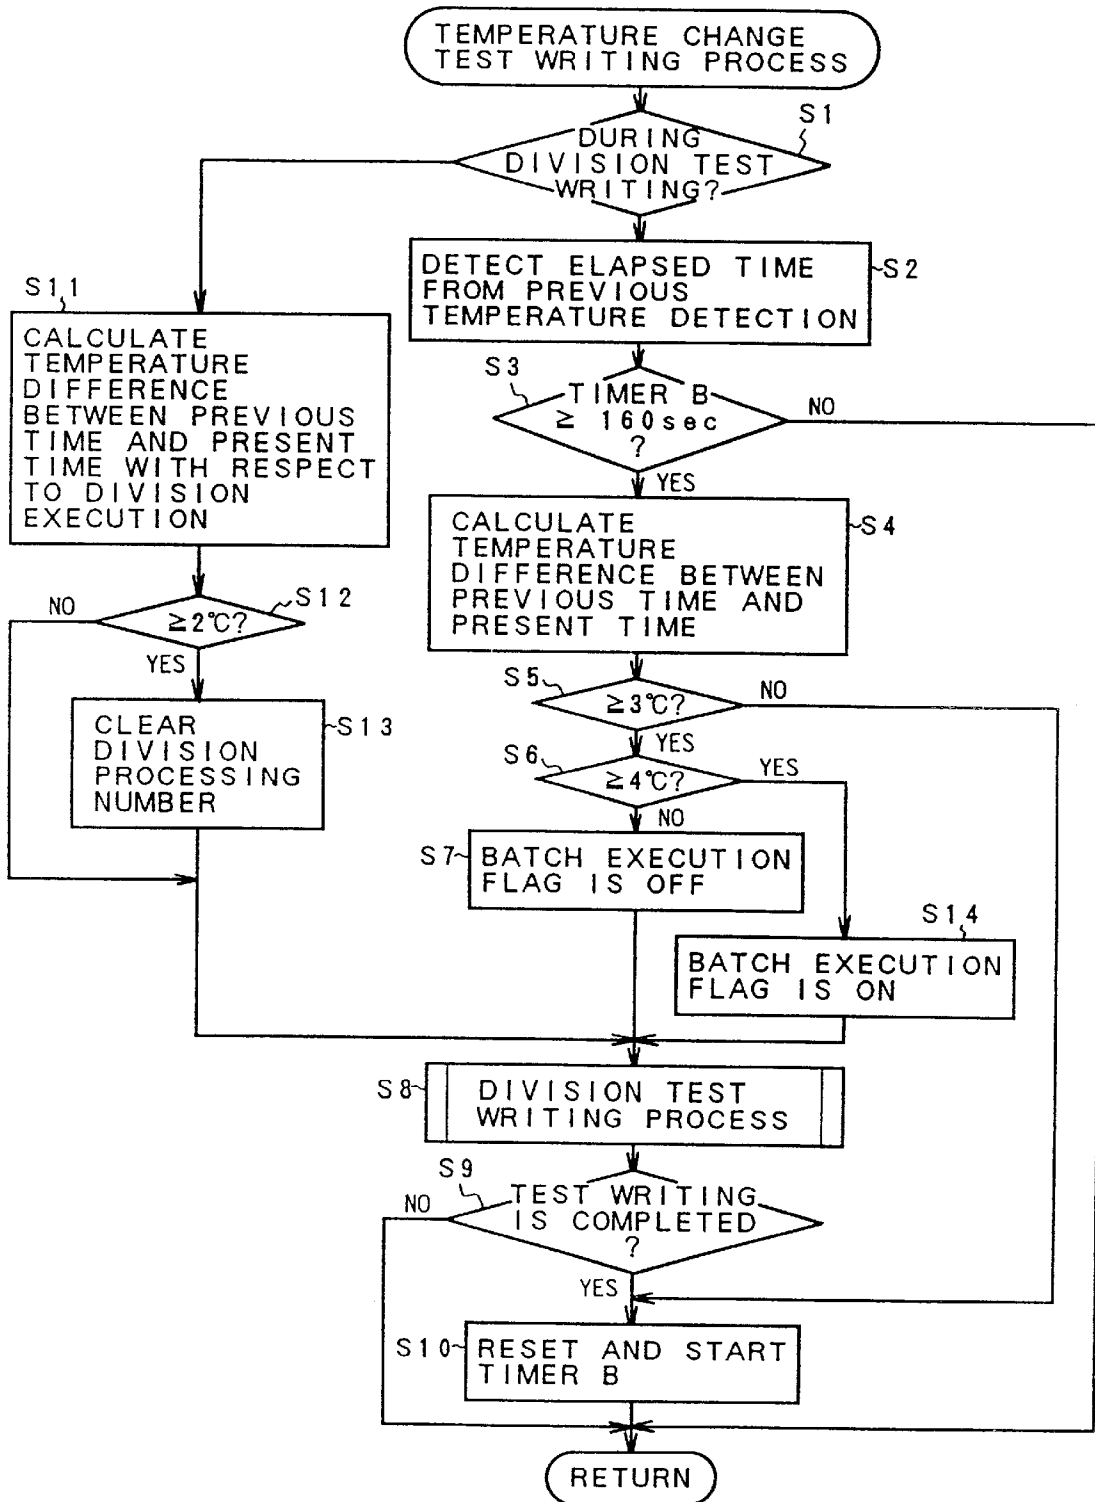 TEMPERATURE CHANGE
TEST WRITING PROCESS
S1
DURING
DIVISION TEST
WRITING?
S2
DETECT ELAPSED TIME
FROM PREVIOUS
TEMPERATURE DETECTION
S11
CALCULATE
TEMPERATURE
DIFFERENCE
BETWEEN PREVIOUS
TIME AND PRESENT
TIME WITH RESPECT
TO DIVISION
EXECUTION
S3
TIMER B
≧ 160sec
?
NO
YES
S4
CALCULATE
TEMPERATURE
DIFFERENCE BETWEEN
PREVIOUS TIME AND
PRESENT TIME
S12
NO
≧2℃?
YES
S13
CLEAR
DIVISION
PROCESSING
NUMBER
S5
≧3℃?
NO
YES
S6
≧4℃?
YES
NO
S7
BATCH EXECUTION
FLAG IS OFF
S14
BATCH EXECUTION
FLAG IS ON
S8
DIVISION TEST
WRITING PROCESS
S9
NO
TEST WRITING
IS COMPLETED
?
YES
S10
RESET AND START
TIMER B
RETURN